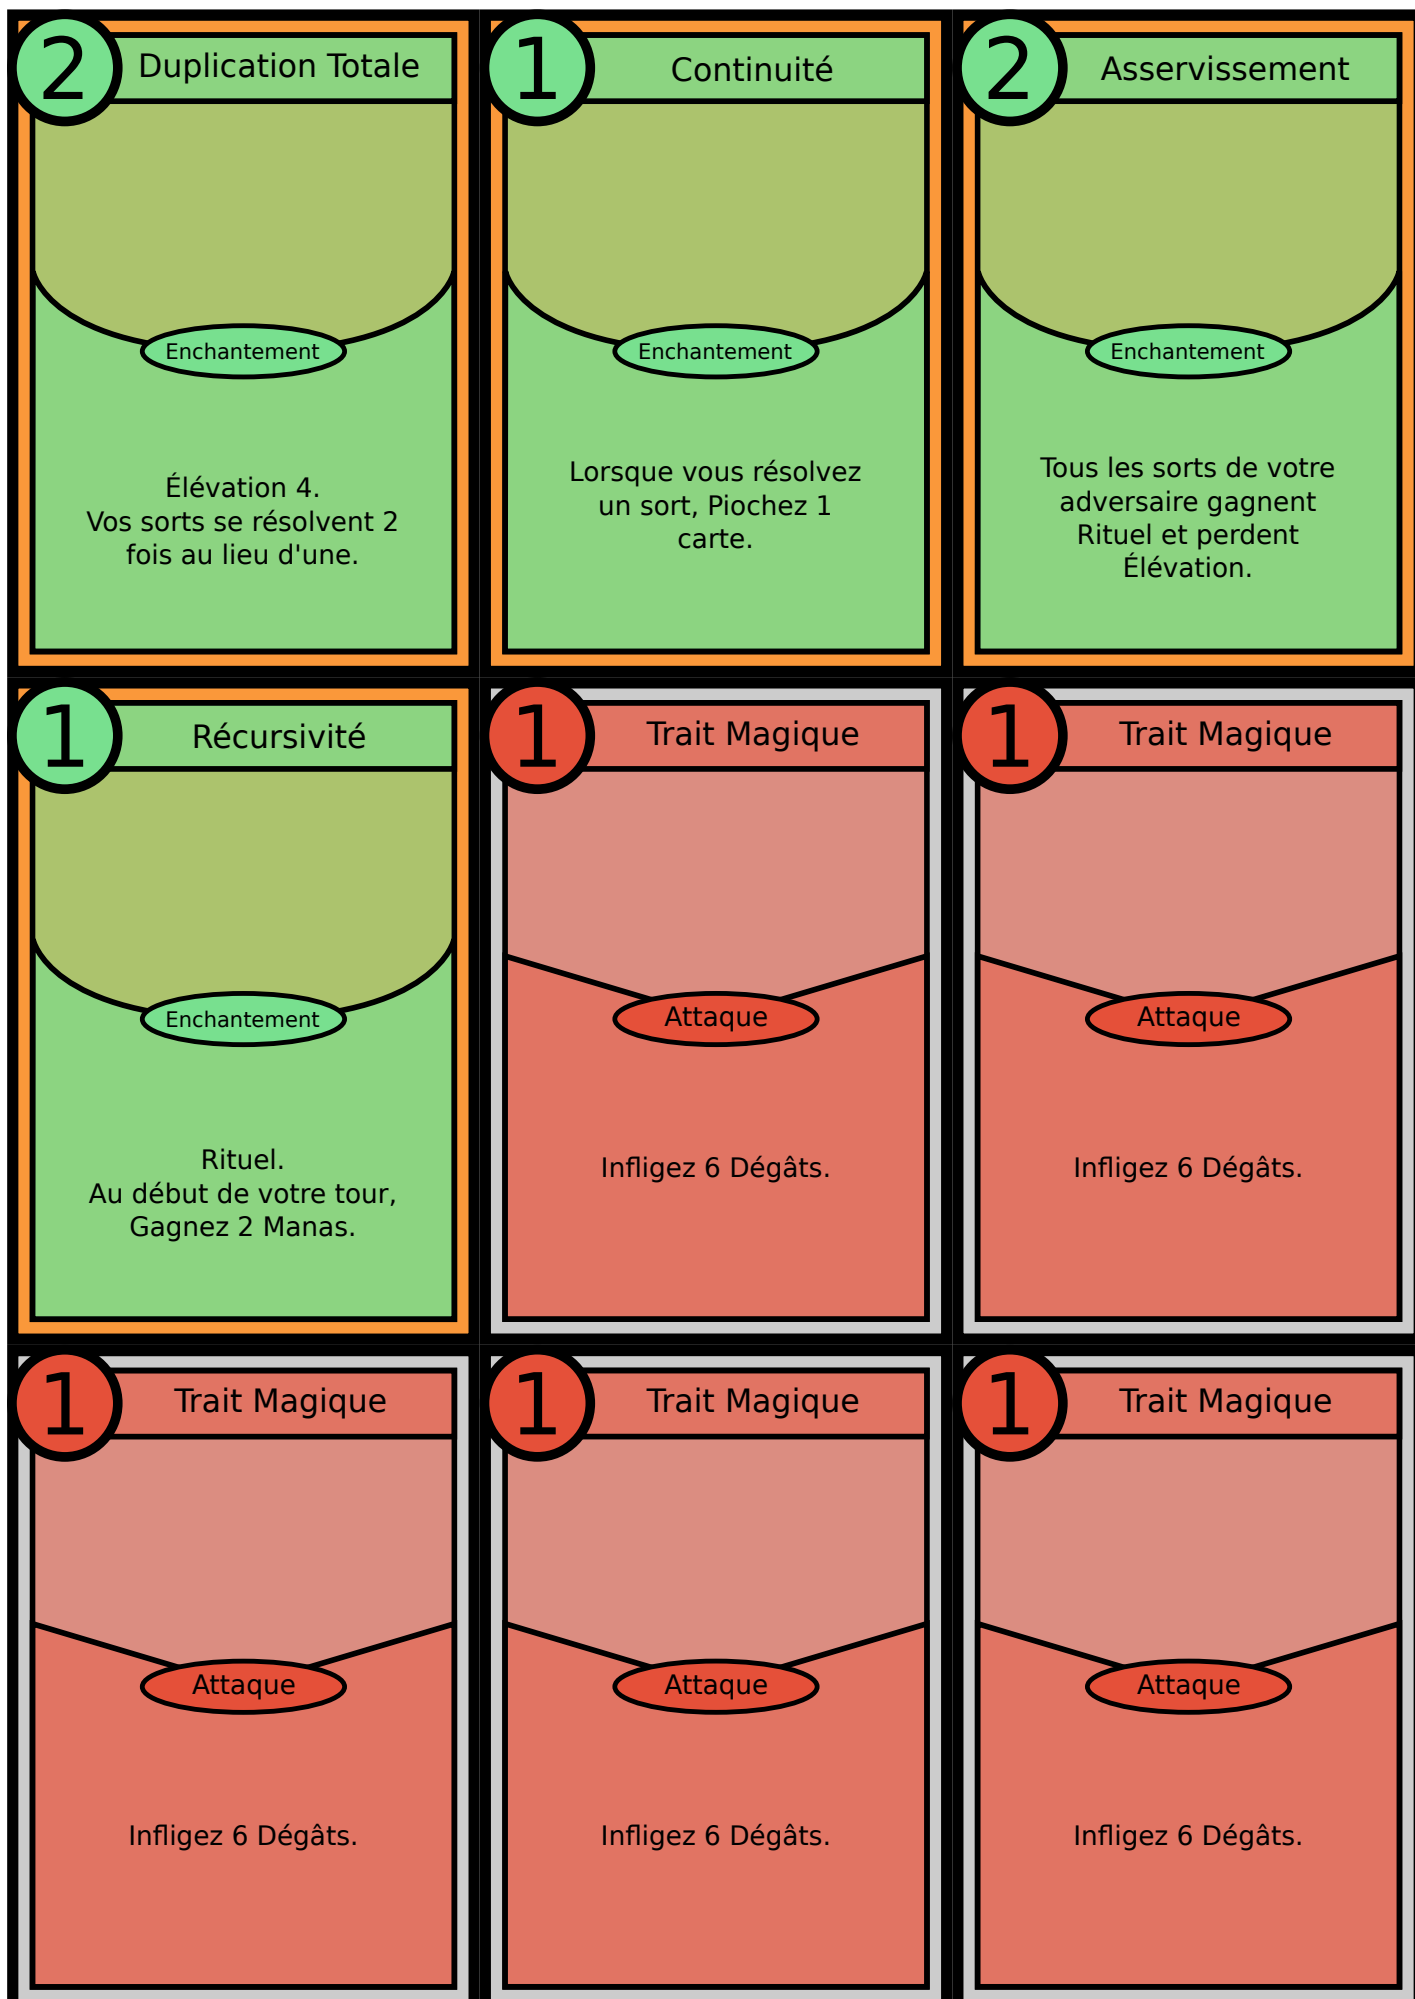 2
Duplication Totale
Enchantement
Élévation 4.
Vos sorts se résolvent 2
fois au lieu d'une.
1
Continuité
Enchantement
Lorsque vous résolvez
un sort, Piochez 1
carte.
2
Asservissement
Enchantement
Tous les sorts de votre
adversaire gagnent
Rituel et perdent
Élévation.
1
Récursivité
Enchantement
Rituel.
Au début de votre tour,
Gagnez 2 Manas.
1
Trait Magique
Attaque
Infligez 6 Dégâts.
1
Trait Magique
Attaque
Infligez 6 Dégâts.
1
Trait Magique
Attaque
Infligez 6 Dégâts.
1
Trait Magique
Attaque
Infligez 6 Dégâts.
1
Trait Magique
Attaque
Infligez 6 Dégâts.